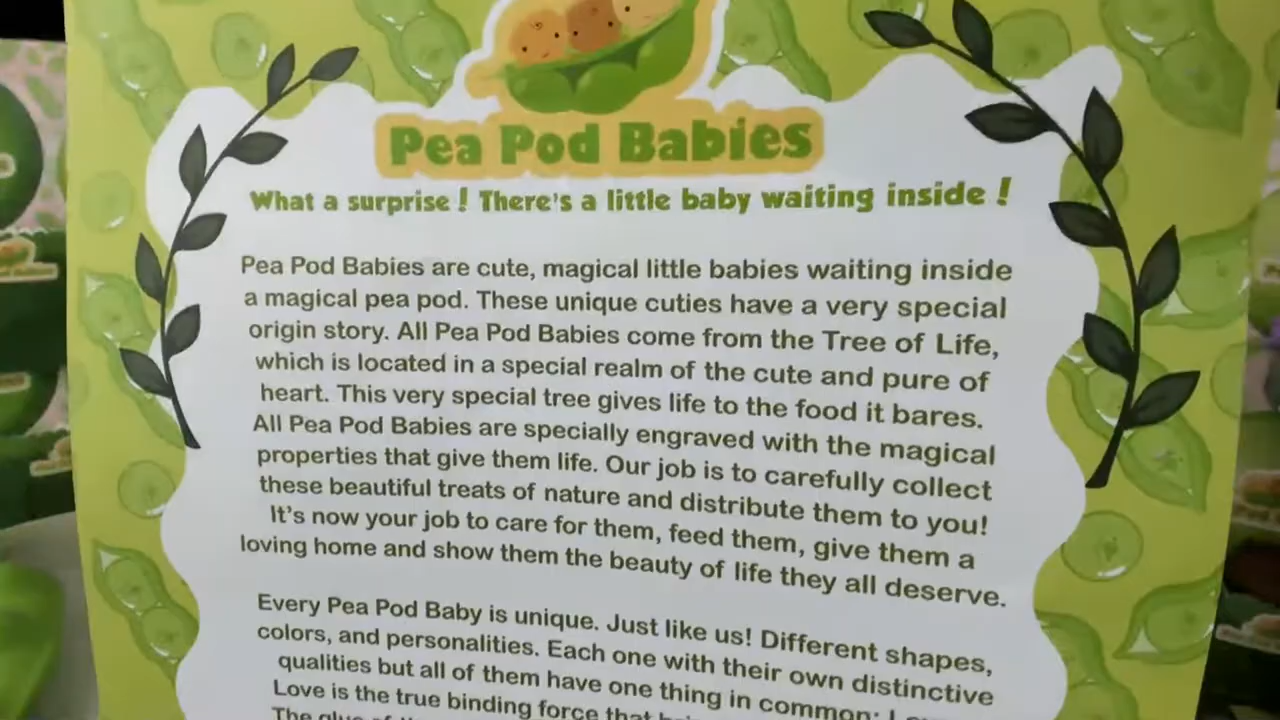 Pea Pod Babies
What a surprise! There's a little baby waiting inside!
Pea Pod Babies are cute, magical little babies waiting inside
a magical pea pod. These unique cuties have a very special
origin story. All Pea Pod Babies come from the Tree of Life,
which is located in a special realm of the cute and pure of
heart. This very special tree gives life to the food it bares.
All Pea Pod Babies are specially engraved with the magical
properties that give them life. Our job is to carefully collect
these beautiful treats of nature and distribute them to you!
It's now your job to care for them, feed them, give them a
loving home and show them the beauty of life they all deserve.
Every Pea Pod Baby is unique. Just like us! Different shapes,
colors, and personalities. Each one with their own distinctive
qualities but all of them have one thing in common:
Love is the true binding force that
The glue of